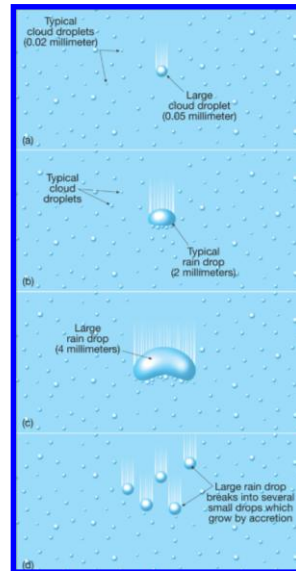 Typical
cloud droplets
(0.02 millimeter)
Large
cloud droplet
(0.05 millimeter)
(a)
Typical
cloud
droplets
Typical
rain drop
(2 millimeters)
(b)
Large
rain drop
(4 millimeters)
(c)
Large rain drop
breaks into several
small drops which
grow by accretion
(d)